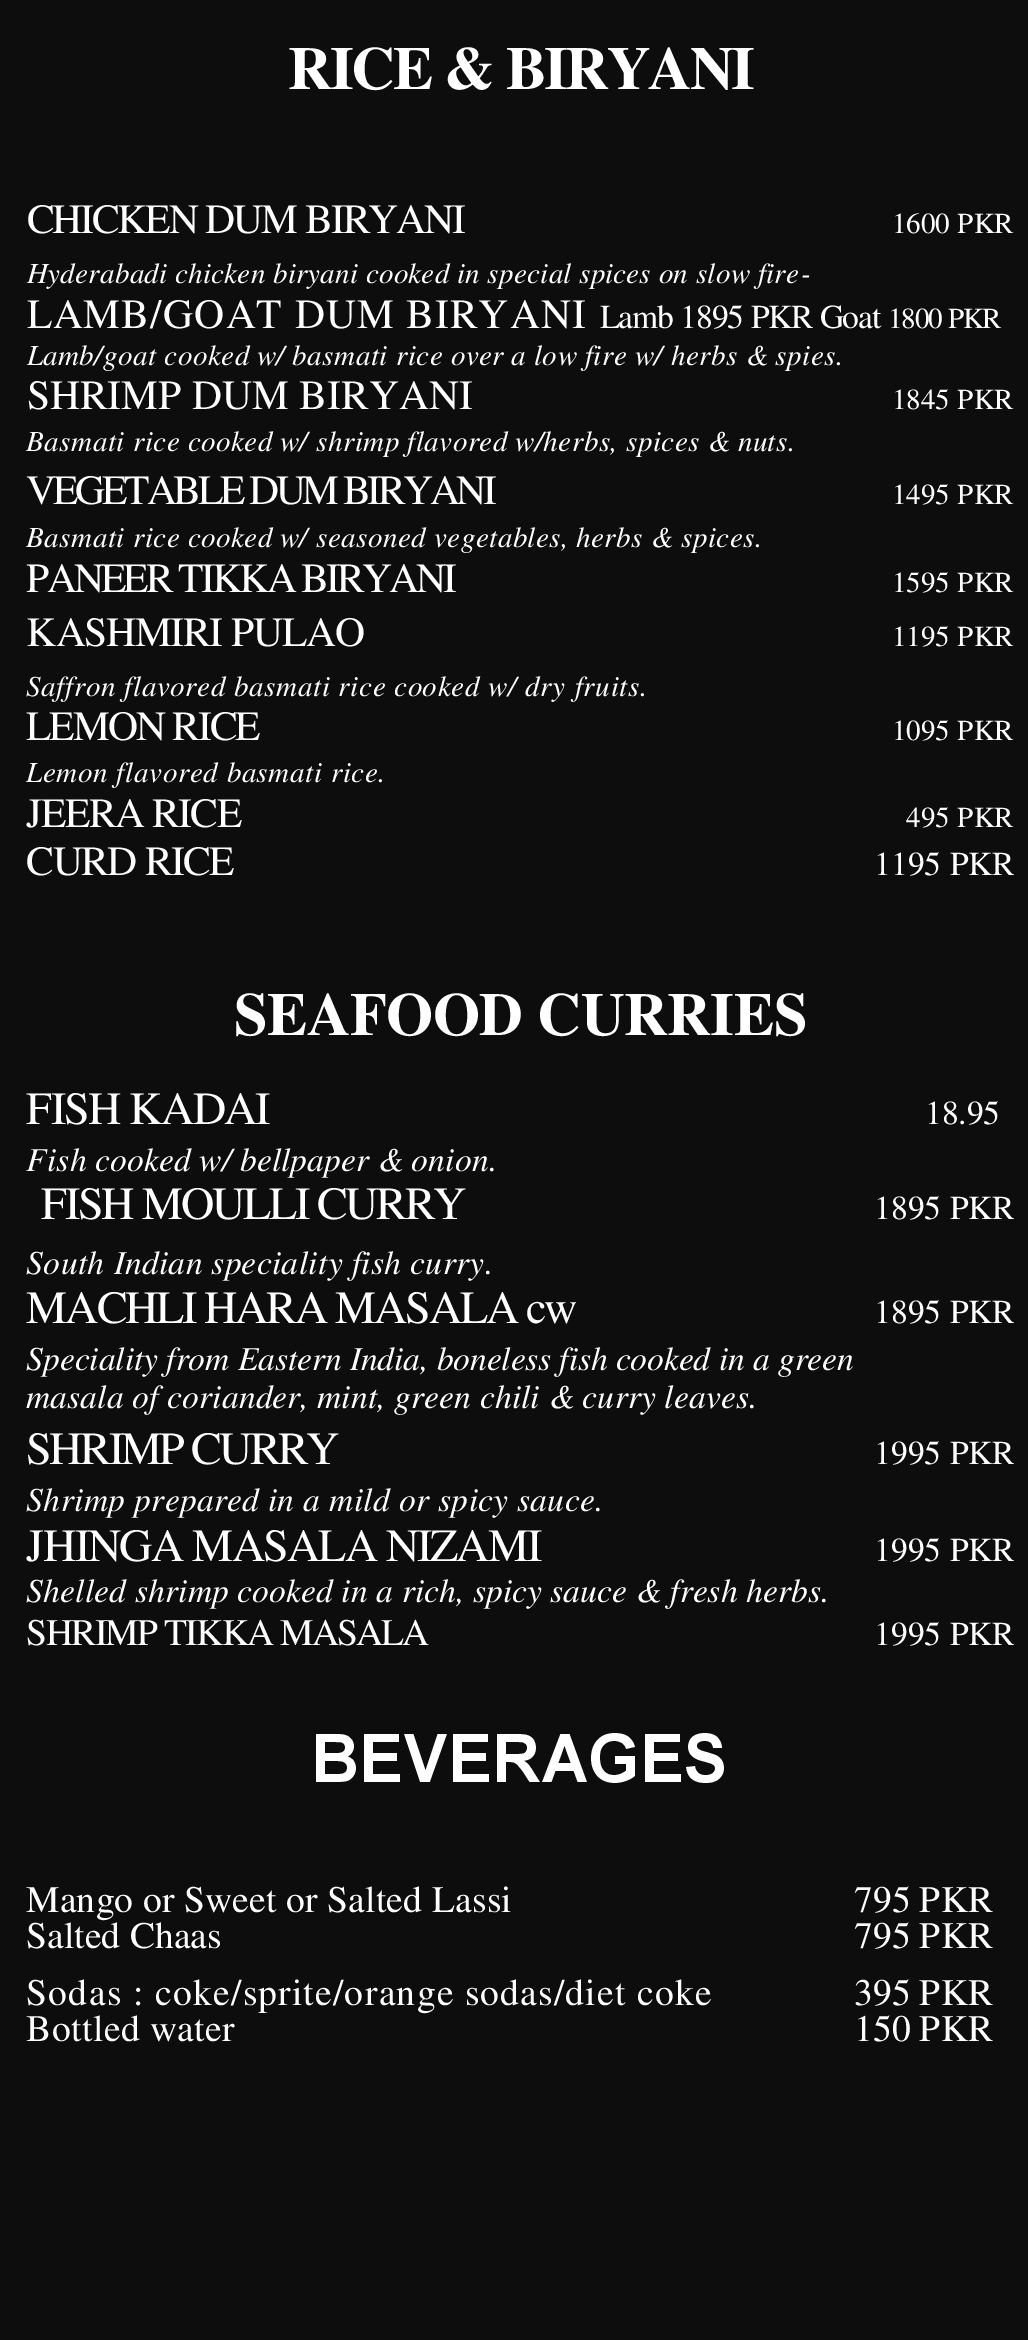 RICE & BIRYANI
CHICKEN DUM BIRYANI 1600 PKR
Hyderabadi chicken biryani cooked in special spices on slow fire-
LAMB/GOAT DUM BIRYANI Lamb 1895 PKR Goat 1800 PKR
Lamb/goat cooked w/ basmati rice over a low fire w/ herbs & spies.
SHRIMP DUM BIRYANI 1845 PKR
Basmati rice cooked w/ shrimp flavored w/herbs, spices & nuts.
VEGETABLE DUM BIRYANI 1495 PKR
Basmati rice cooked w/ seasoned vegetables, herbs & spices.
PANEER TIKKA BIRYANI 1595 PKR
KASHMIRI PULAO 1195 PKR
Saffron flavored basmati rice cooked w/ dry fruits.
LEMON RICE 1095 PKR
Lemon flavored basmati rice.
JEERA RICE 495 PKR
CURD RICE 1195 PKR
SEAFOOD CURRIES
FISH KADAI 18.95
Fish cooked w/ bellpaper & onion.
FISH MOULLI CURRY 1895 PKR
South Indian speciality fish curry.
MACHLI HARA MASALA cw 1895 PKR
Speciality from Eastern India, boneless fish cooked in a green
masala of coriander, mint, green chili & curry leaves.
SHRIMP CURRY 1995 PKR
Shrimp prepared in a mild or spicy sauce.
JHINGA MASALA NIZAMI 1995 PKR
Shelled shrimp cooked in a rich, spicy sauce & fresh herbs.
SHRIMP TIKKA MASALA 1995 PKR
BEVERAGES
Mango or Sweet or Salted Lassi 795 PKR
Salted Chaas 795 PKR
Sodas : coke/sprite/orange sodas/diet coke 395 PKR
Bottled water 150 PKR